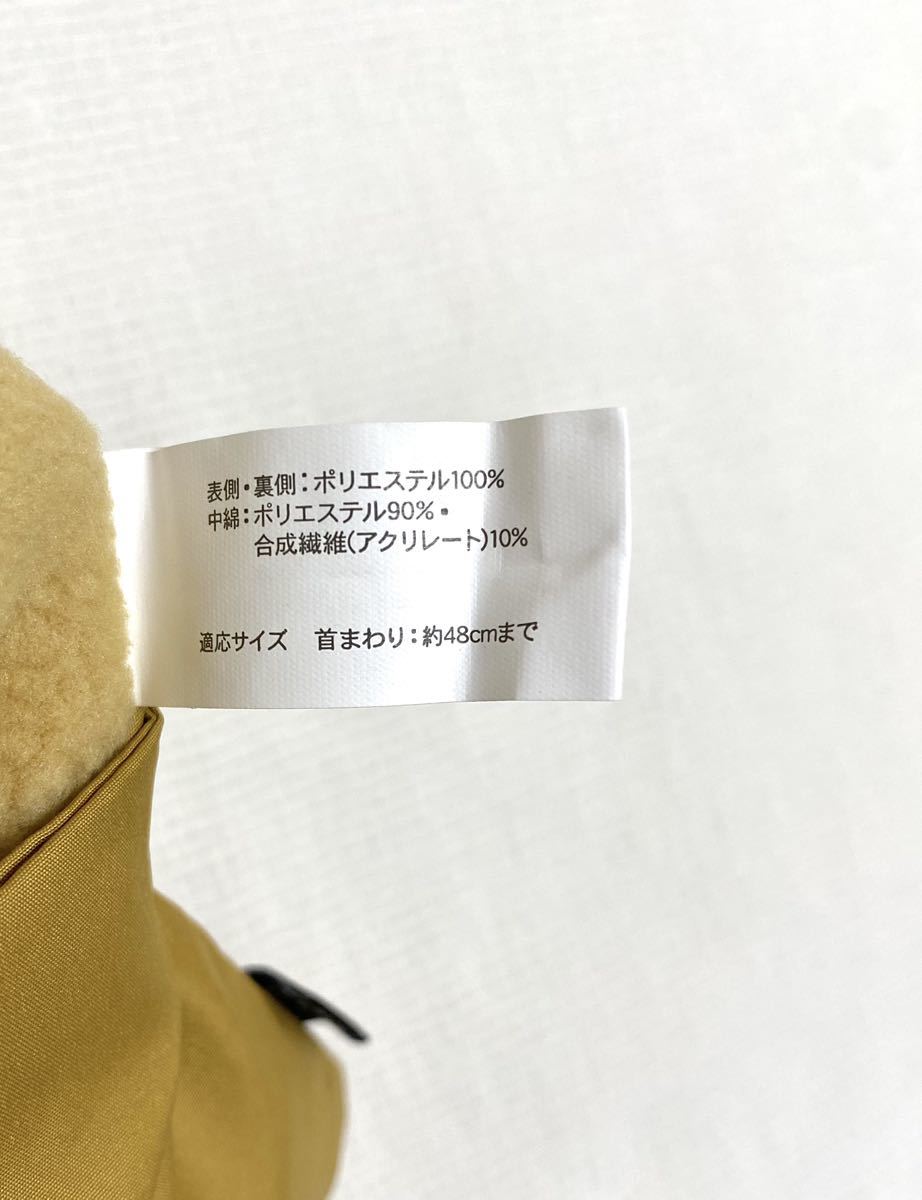 表側・裏側:ポリエステル100%
中綿:ポリエステル90%・
合成繊維(アクリレート)10%
適応サイズ 首まわり:約48cmまで